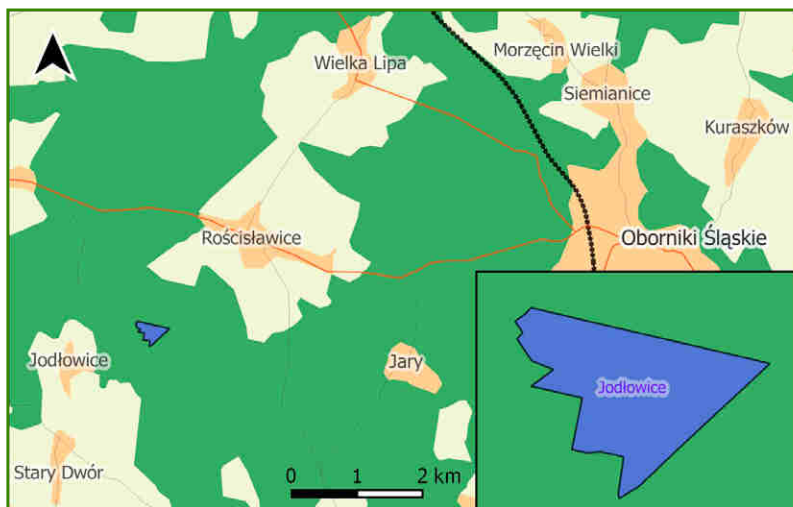 Morzęcin Wielki
Wielka Lipa
Siemianice
Kuraszków
Rościsławice
Oborniki Śląskie
Jodłowice
Jary
Jodłowice
Stary Dwór
0 1 2 km